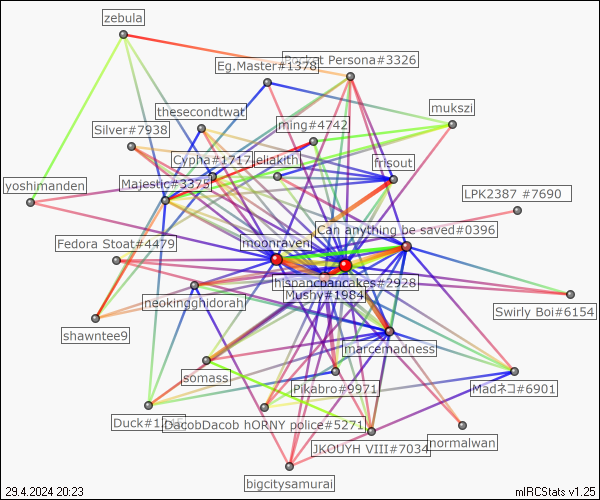 zebula
Pocket Persona#3326
Eg.Master#1378
mukszi
thesecondtwat
ming#4742
Silver#7938
Cypha#1717
eliakith
frisout
yoshimanden
Majestic#3375
LPK2387 #7690
Can anything be saved#0396
Fedora Stoat#4479
moonraven
hispancpancakes#2928
Mushy#1984
neokingghidorah
Swirly Boi#6154
shawntee9
marcemadness
somass
Pikabro#9971
Madネコ#6901
DacobDacob hORNY police#5271
JKOUYH VIII#7034
normalwan
bigcitysamurai
29.4.2024 20:23
mIRCStats v1.25